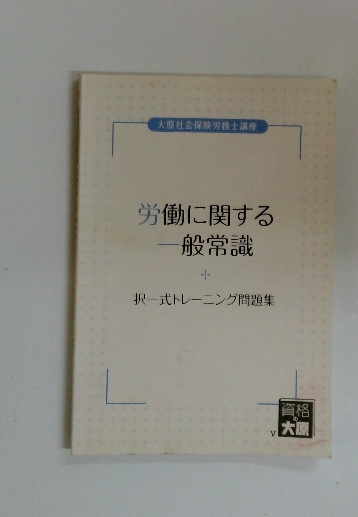 大原社会保険労務士講座
労働に関する
一般常識
択一式トレーニング問題集
資格の
大原
V